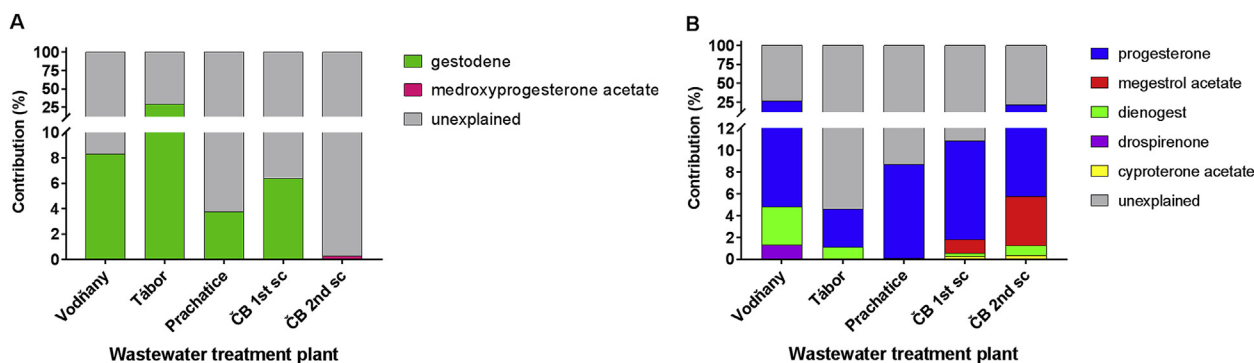 A
Contribution (%)
100
75
50
25
10
8
6
4
2
0
Vodňany
Tábor
Prachatice
ČB 1st sc
ČB 2nd sc
Wastewater treatment plant
gestodene
medroxyprogesterone acetate
unexplained
B
Contribution (%)
100
75
50
25
12
10
8
6
4
2
0
Vodňany
Tábor
Prachatice
ČB 1st sc
ČB 2nd sc
Wastewater treatment plant
progesterone
megestrol acetate
dienogest
drospirenone
cyproterone acetate
unexplained